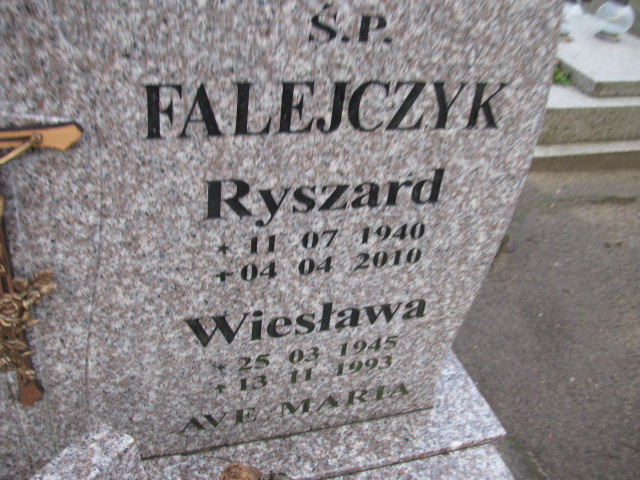 Ś.P.
FALEJCZYK
Ryszard
* 11 07 1940
+ 04 04 2010
Wiesława
* 25 03 1945
+ 13 11 1993
AVE MARIA